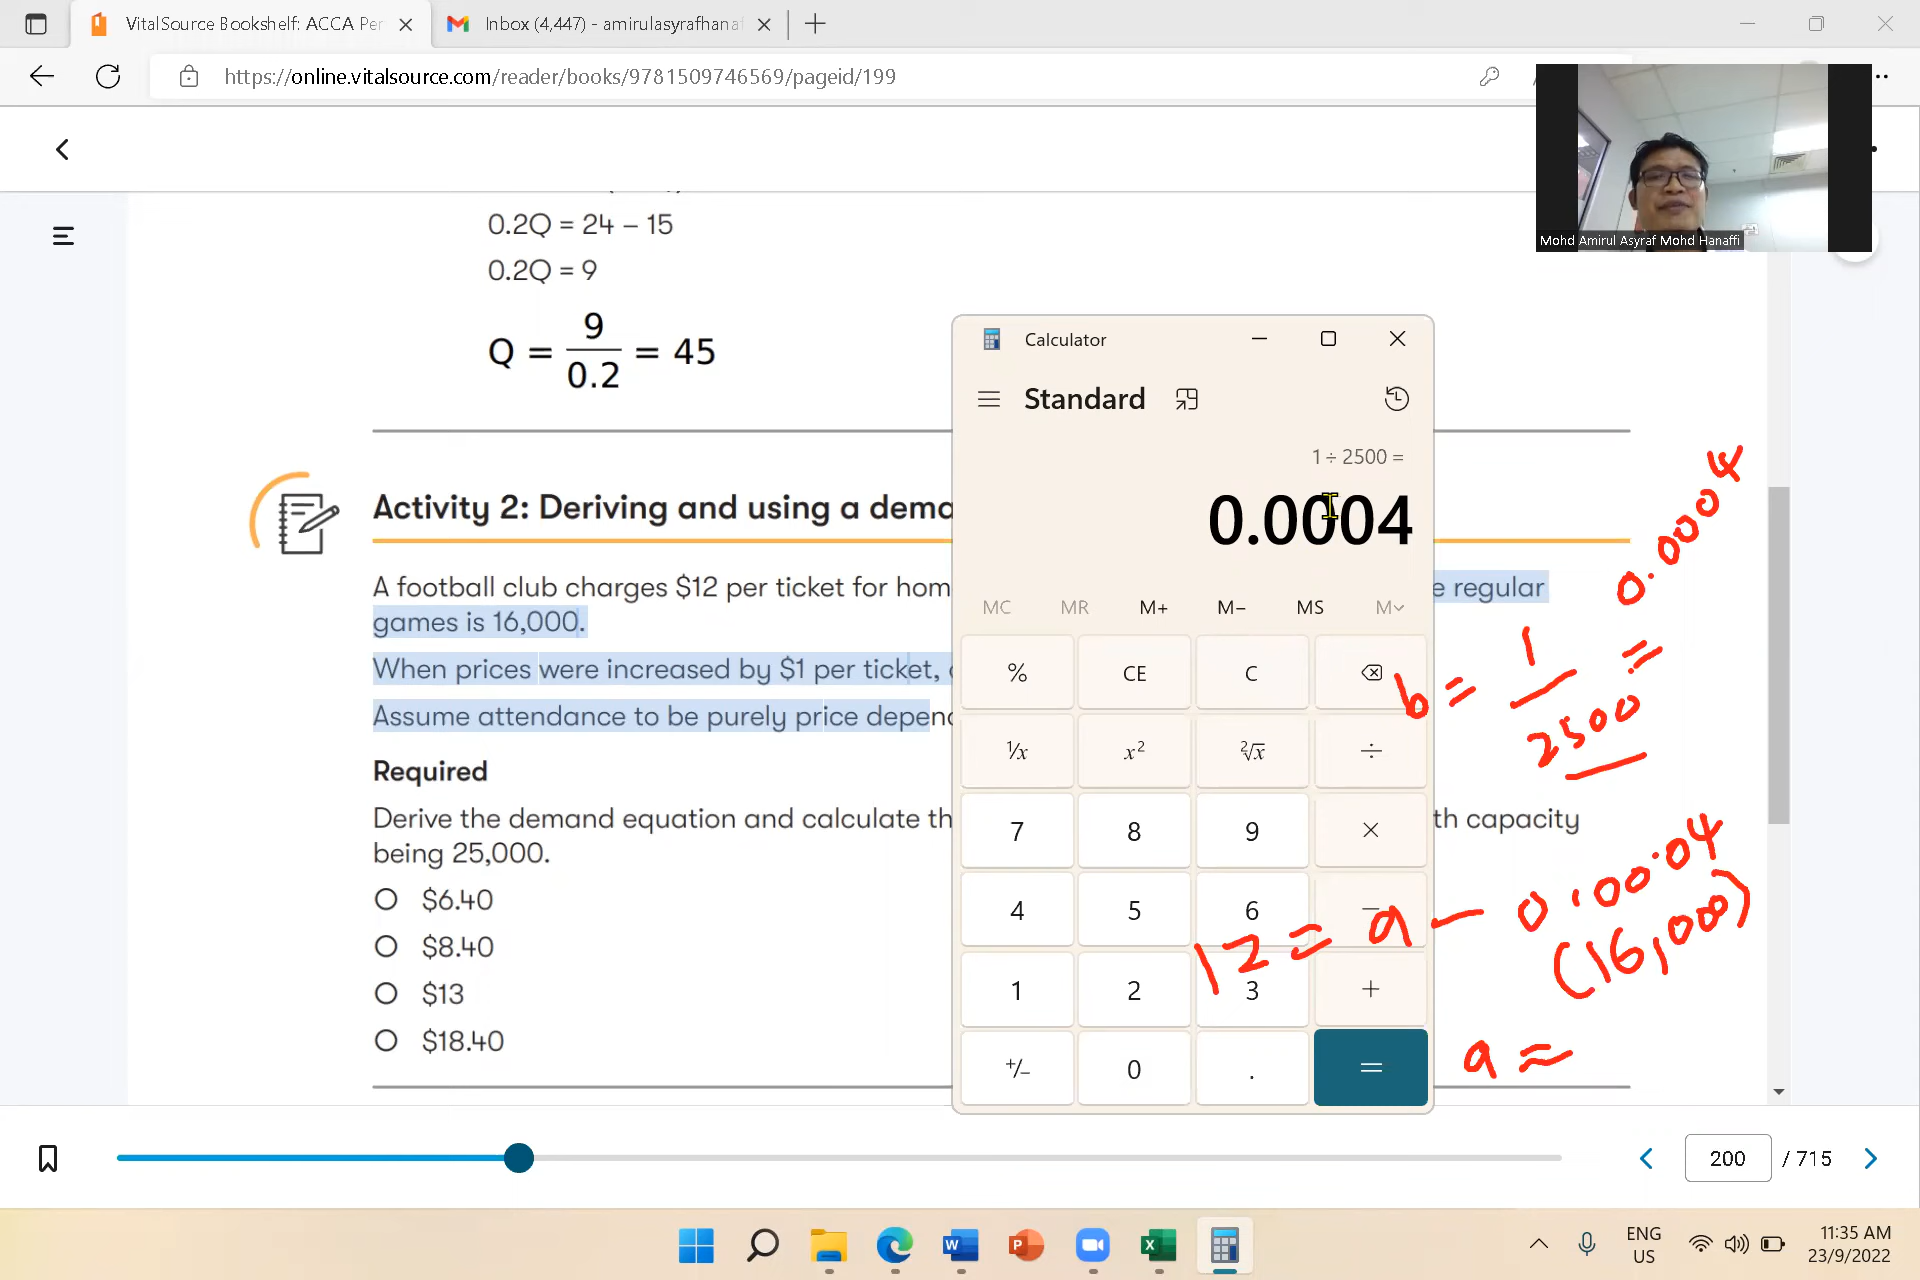 VitalSource Bookshelf: ACCA Per
Inbox (4,447) - amirulasyrafhanaf
https://online.vitalsource.com/reader/books/9781509746569/pageid/199
Mohd Amirul Asyraf Mohd Hanaffi
0.2Q = 24 – 15
0.2Q = 9
Q = 9/0.2 = 45
Activity 2: Deriving and using a dema
A football club charges $12 per ticket for hom
e regular
games is 16,000.
When prices were increased by $1 per ticket,
Assume attendance to be purely price depen
Required
Derive the demand equation and calculate th
th capacity
being 25,000.
$6.40
$8.40
$13
$18.40
Calculator
Standard
1 ÷ 2500 =
0.0004
MC MR M+ M− MS M
% CE C
1/x x² ²√x ÷
7 8 9 ×
4 5 6 −
1 2 3 +
+/− 0 . =
b = 1/2500 = 0.0004
12 = a − 0.0004
(16,000)
a =
200 / 715
W P X
ENG
US
11:35 AM
23/9/2022